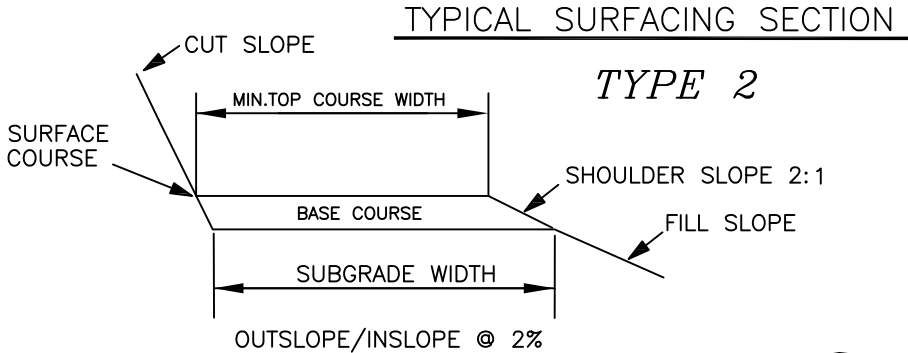 TYPICAL SURFACING SECTION
TYPE 2
CUT SLOPE
MIN.TOP COURSE WIDTH
SURFACE
COURSE
SHOULDER SLOPE 2:1
BASE COURSE
FILL SLOPE
SUBGRADE WIDTH
OUTSLOPE/INSLOPE @ 2%